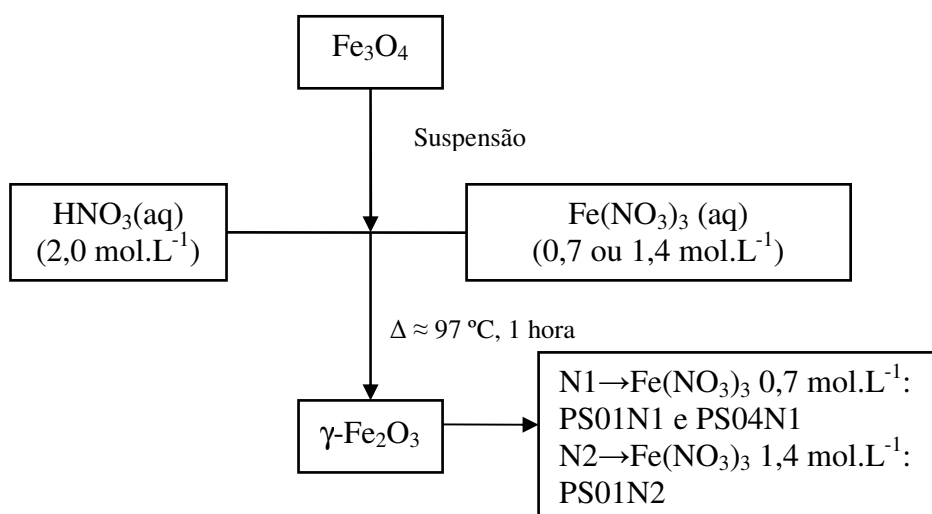 Fe₃O₄
Suspensão
HNO₃(aq)
(2,0 mol.L⁻¹)
Fe(NO₃)₃ (aq)
(0,7 ou 1,4 mol.L⁻¹)
Δ ≈ 97 ºC, 1 hora
γ-Fe₂O₃
N1→Fe(NO₃)₃ 0,7 mol.L⁻¹:
PS01N1 e PS04N1
N2→Fe(NO₃)₃ 1,4 mol.L⁻¹:
PS01N2